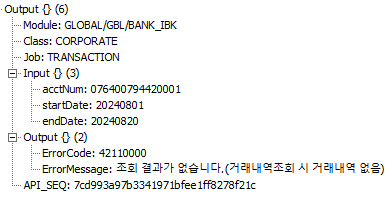 Output {} (6)
Module: GLOBAL/GBL/BANK_IBK
Class: CORPORATE
Job: TRANSACTION
Input {} (3)
acctNum: 076400794420001
startDate: 20240801
endDate: 20240820
Output {} (2)
ErrorCode: 42110000
ErrorMessage: 조회 결과가 없습니다.(거래내역조회 시 거래내역 없음)
API_SEQ: 7cd993a97b3341971bfee1ff8278f21c